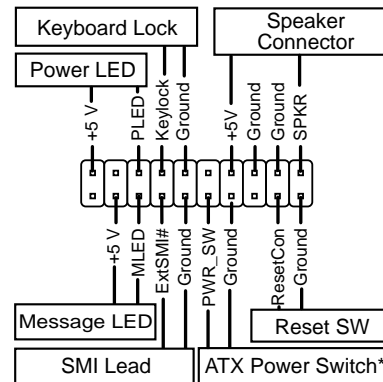 Keyboard Lock
Speaker
Connector
Power LED
+5 V
PLED
Keylock
Ground
+5V
Ground
Ground
SPKR
+5 V
MLED
ExtSMI#
Ground
PWR_SW
Ground
ResetCon
Ground
Message LED
Reset SW
SMI Lead
ATX Power Switch*